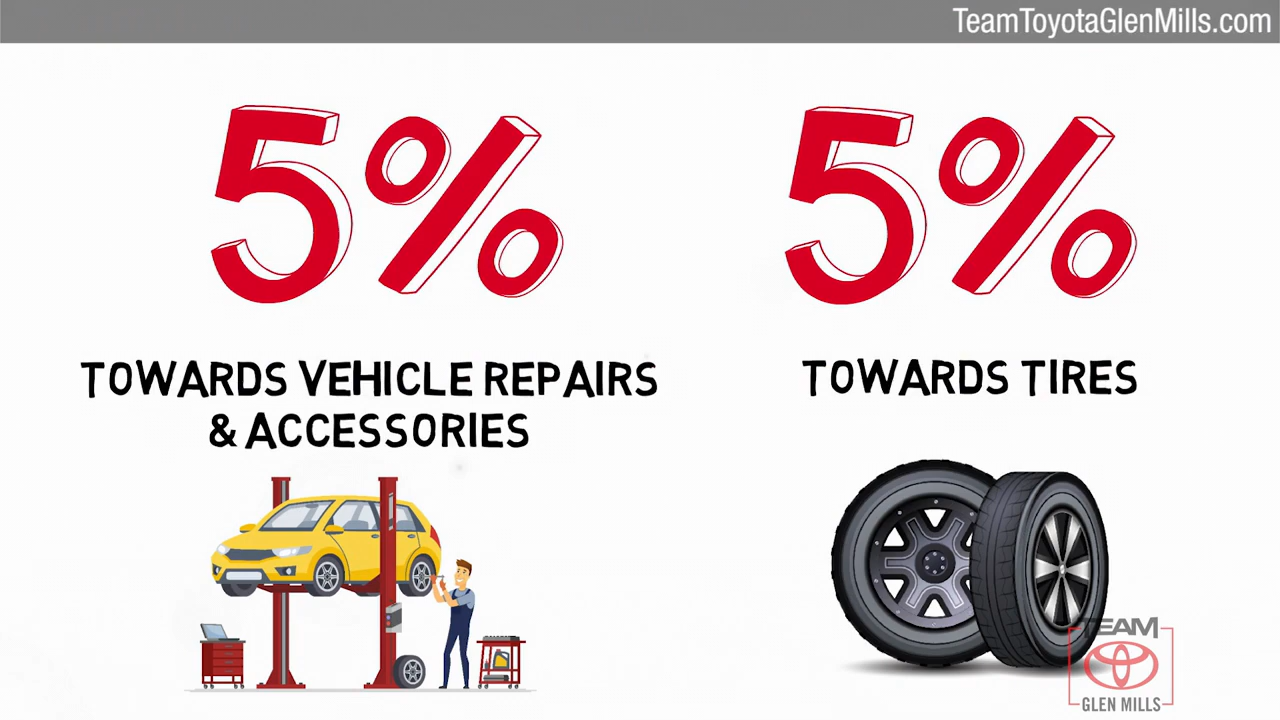 TeamToyotaGlenMills.com
5%
TOWARDS VEHICLE REPAIRS
& ACCESSORIES
5%
TOWARDS TIRES
TEAM
GLEN MILLS